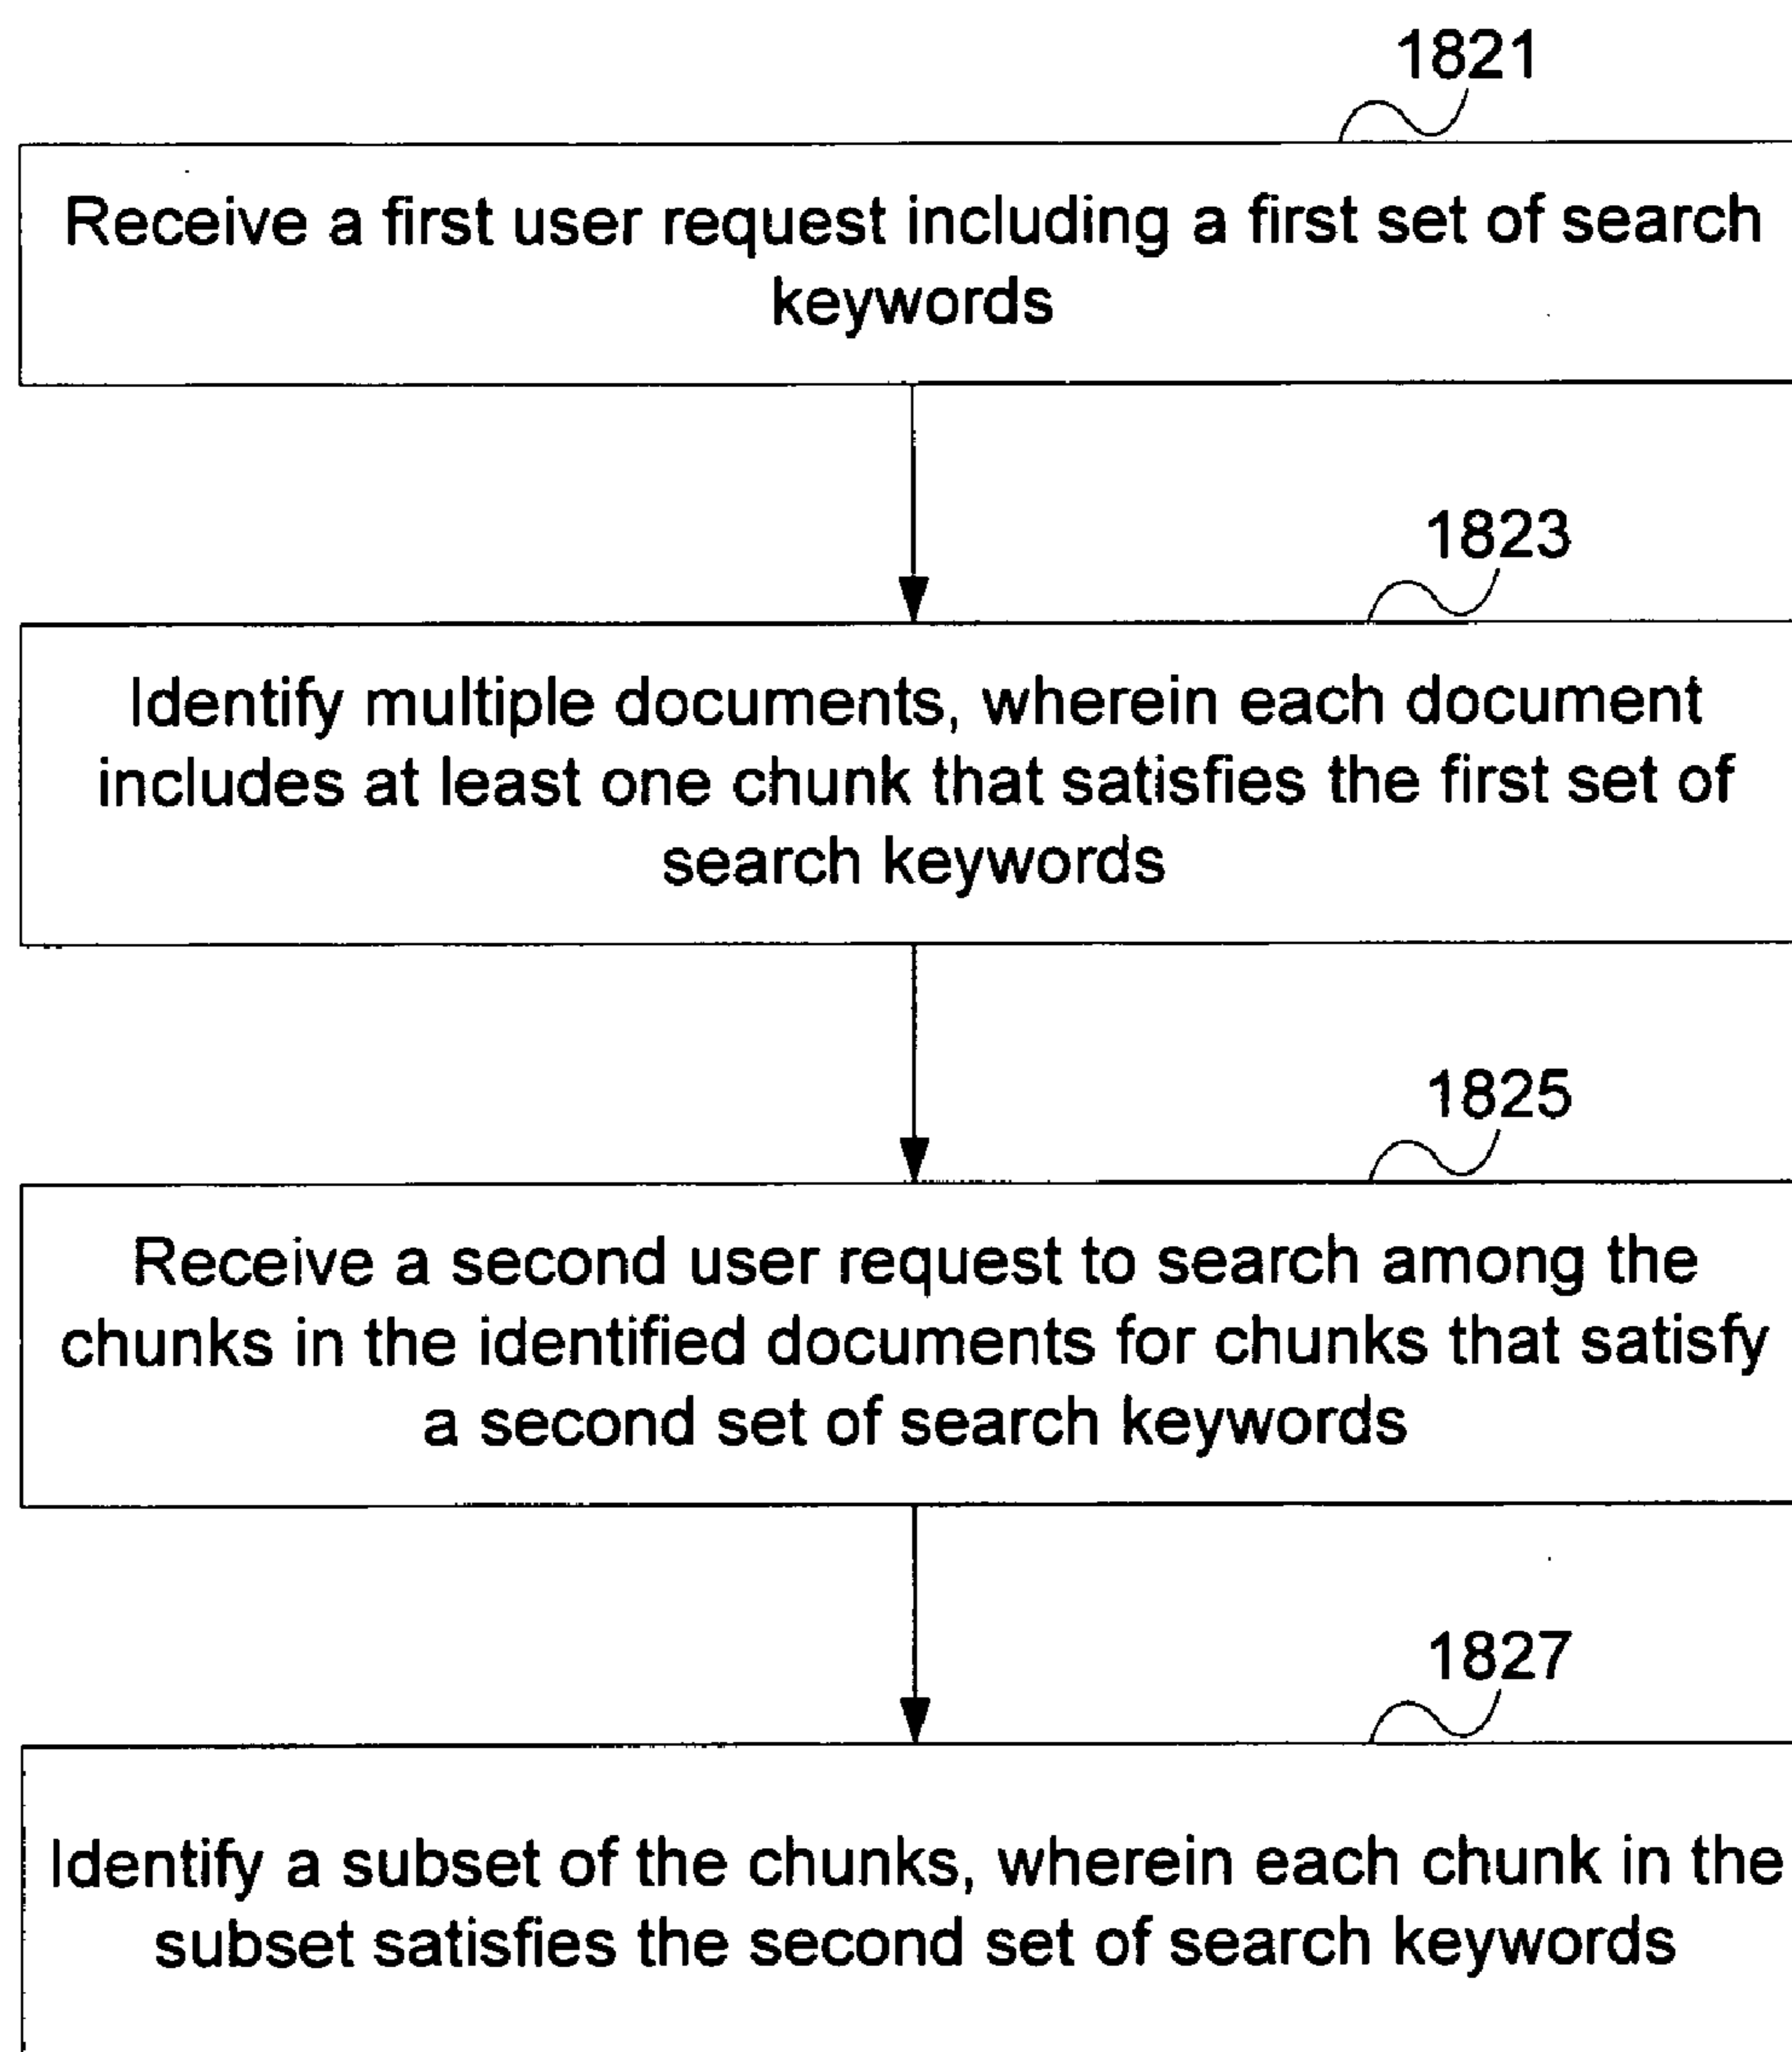 1821
Receive a first user request including a first set of search
keywords
1823
Identify multiple documents, wherein each document
includes at least one chunk that satisfies the first set of
search keywords
1825
Receive a second user request to search among the
chunks in the identified documents for chunks that satisfy
a second set of search keywords
1827
Identify a subset of the chunks, wherein each chunk in the
subset satisfies the second set of search keywords